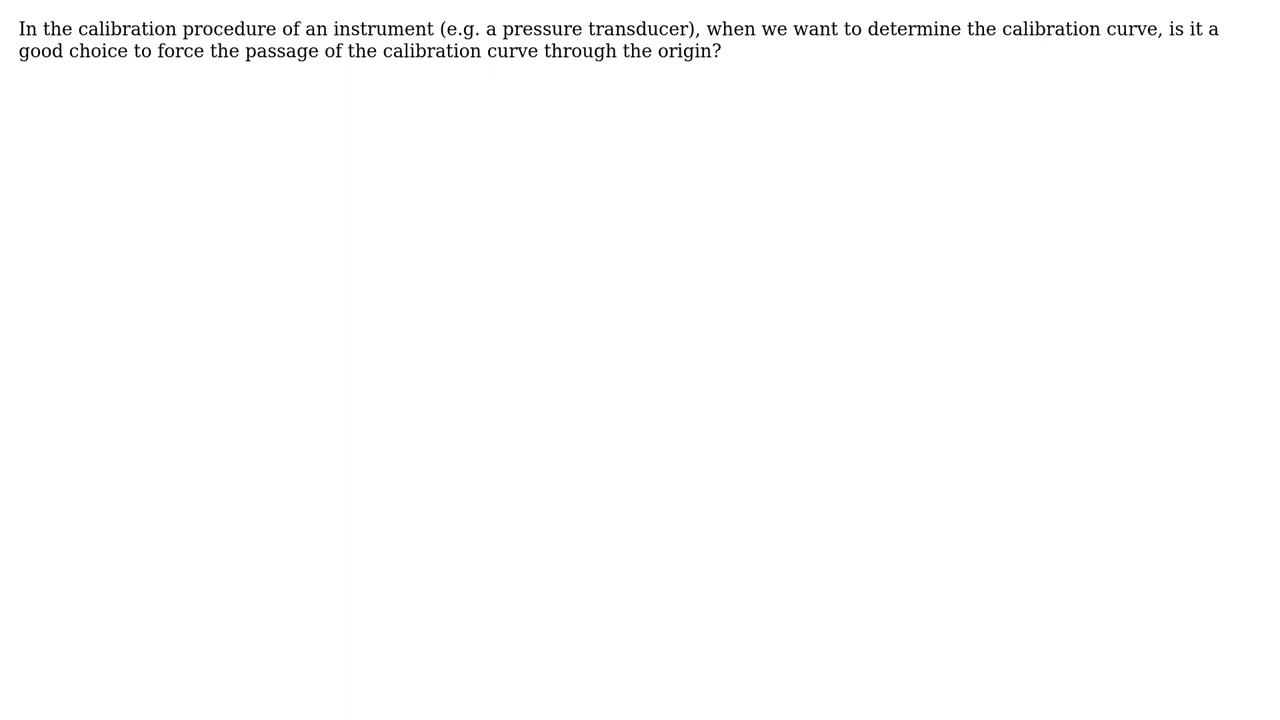 In the calibration procedure of an instrument (e.g. a pressure transducer), when we want to determine the calibration curve, is it a
good choice to force the passage of the calibration curve through the origin?